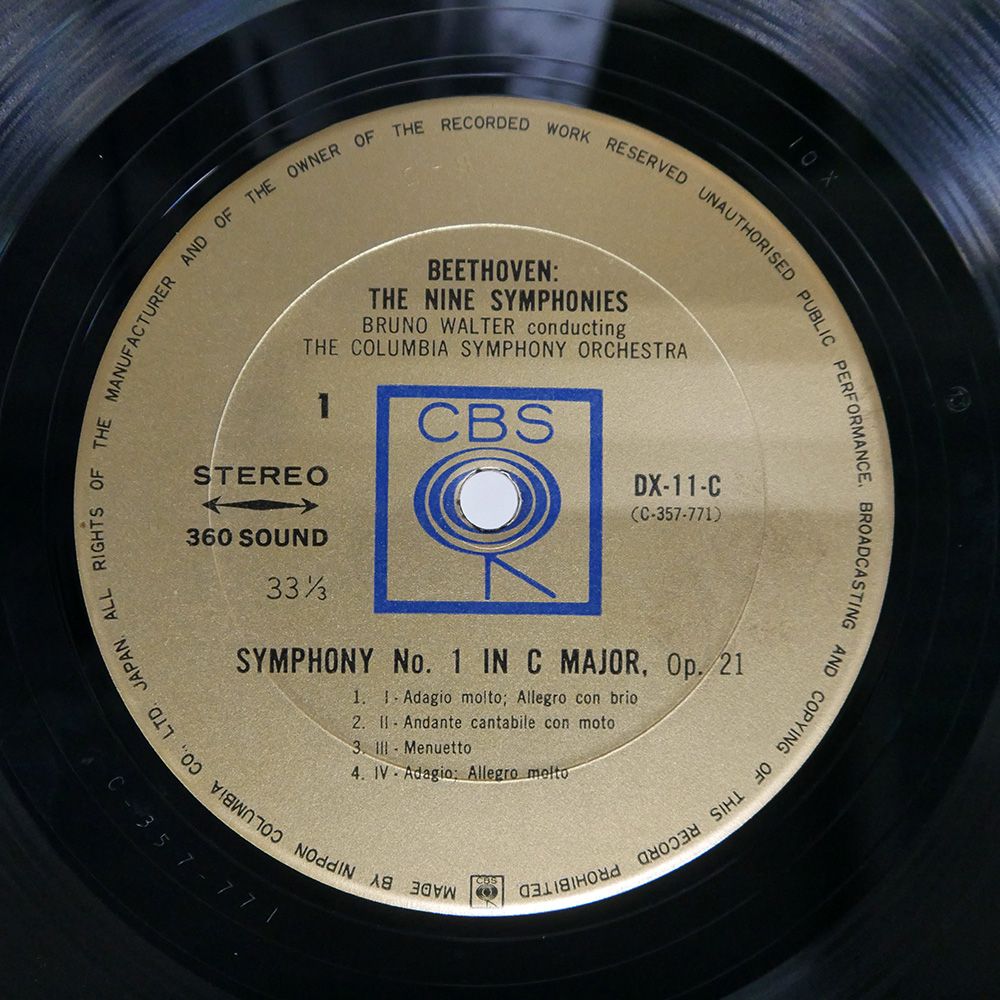 BEETHOVEN:
THE NINE SYMPHONIES
BRUNO WALTER conducting
THE COLUMBIA SYMPHONY ORCHESTRA
1
CBS
STEREO
360 SOUND
33⅓
DX-11-C
(C-357-771)
SYMPHONY No. 1 IN C MAJOR, Op. 21
1. I - Adagio molto; Allegro con brio
2. II - Andante cantabile con moto
3. III - Menuetto
4. IV - Adagio; Allegro molto
MADE BY NIPPON COLUMBIA CO., LTD. JAPAN. ALL RIGHTS OF THE MANUFACTURER AND OF THE OWNER OF THE RECORDED WORK RESERVED UNAUTHORISED PUBLIC PERFORMANCE, BROADCASTING AND COPYING OF THIS RECORD PROHIBITED
CBS
C-357-771
10 X